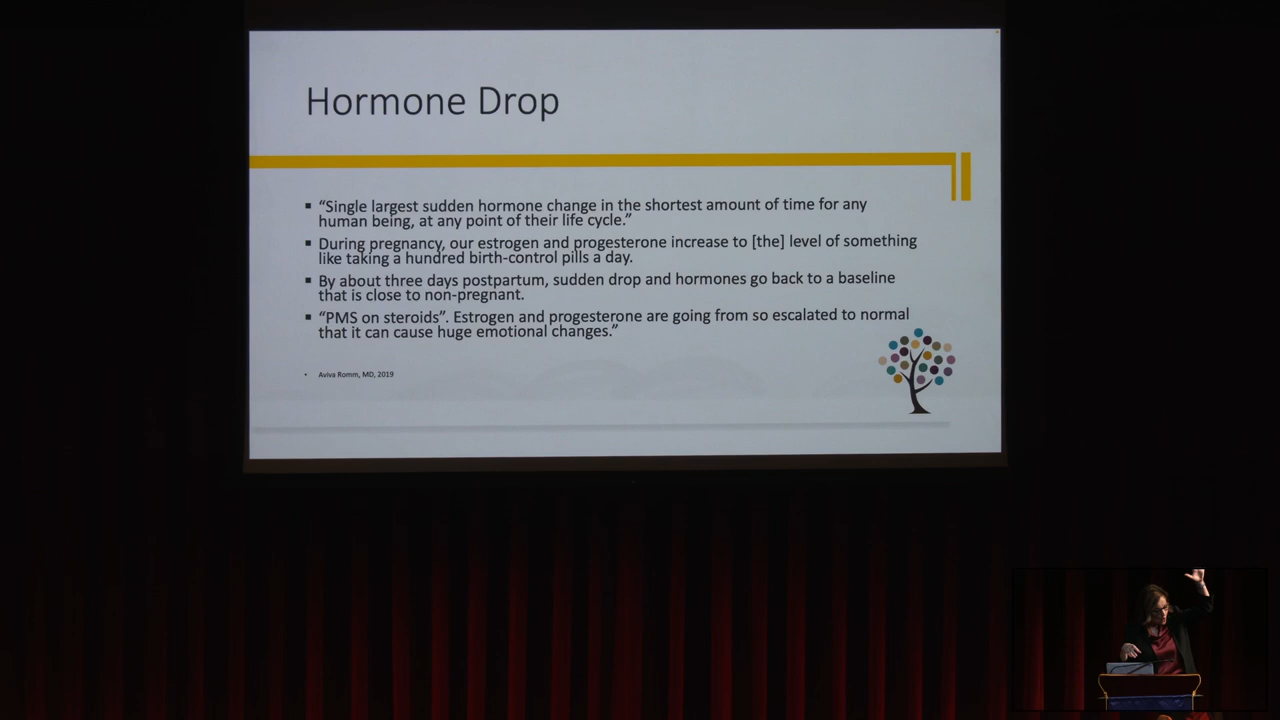 Hormone Drop
▪ “Single largest sudden hormone change in the shortest amount of time for any
human being, at any point of their life cycle.”
▪ During pregnancy, our estrogen and progesterone increase to [the] level of something
like taking a hundred birth-control pills a day.
▪ By about three days postpartum, sudden drop and hormones go back to a baseline
that is close to non-pregnant.
▪ “PMS on steroids”. Estrogen and progesterone are going from so escalated to normal
that it can cause huge emotional changes.”
• Aviva Romm, MD, 2019